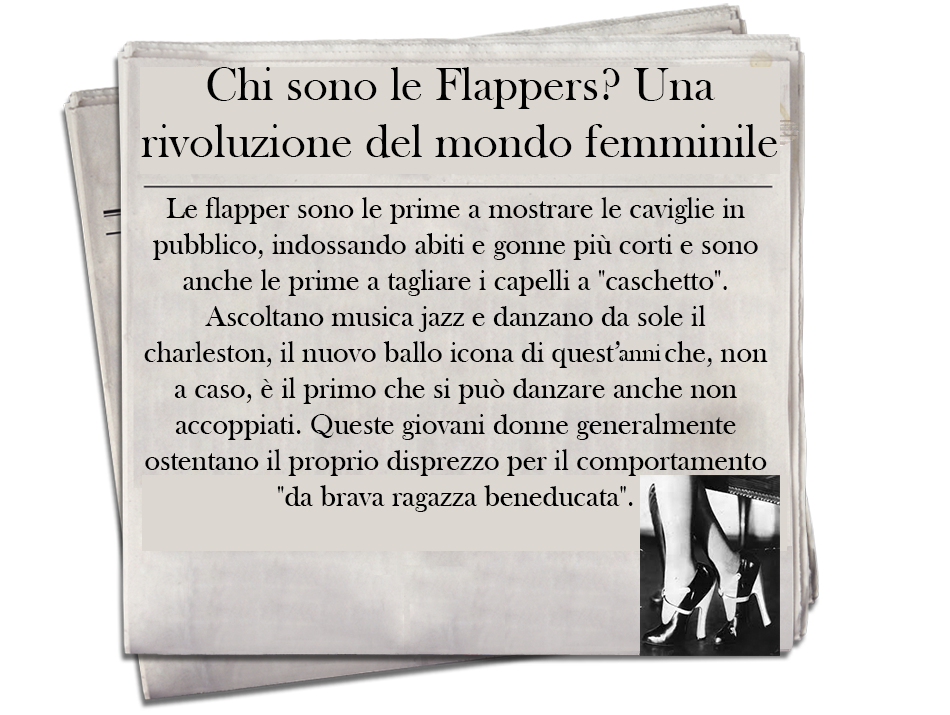 Chi sono le Flappers? Una
rivoluzione del mondo femminile
Le flapper sono le prime a mostrare le caviglie in
pubblico, indossando abiti e gonne più corti e sono
anche le prime a tagliare i capelli a "caschetto".
Ascoltano musica jazz e danzano da sole il
charleston, il nuovo ballo icona di quest'anni che, non
a caso, è il primo che si può danzare anche non
accoppiati. Queste giovani donne generalmente
ostentano il proprio disprezzo per il comportamento
"da brava ragazza beneducata".